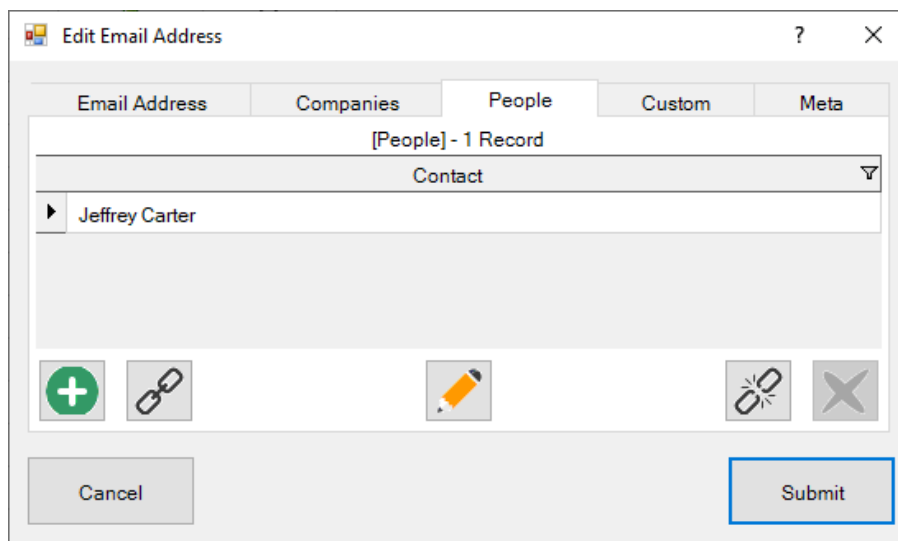 Edit Email Address ?
Email Address Companies People Custom Meta
[People] - 1 Record
Contact
Jeffrey Carter
Cancel Submit